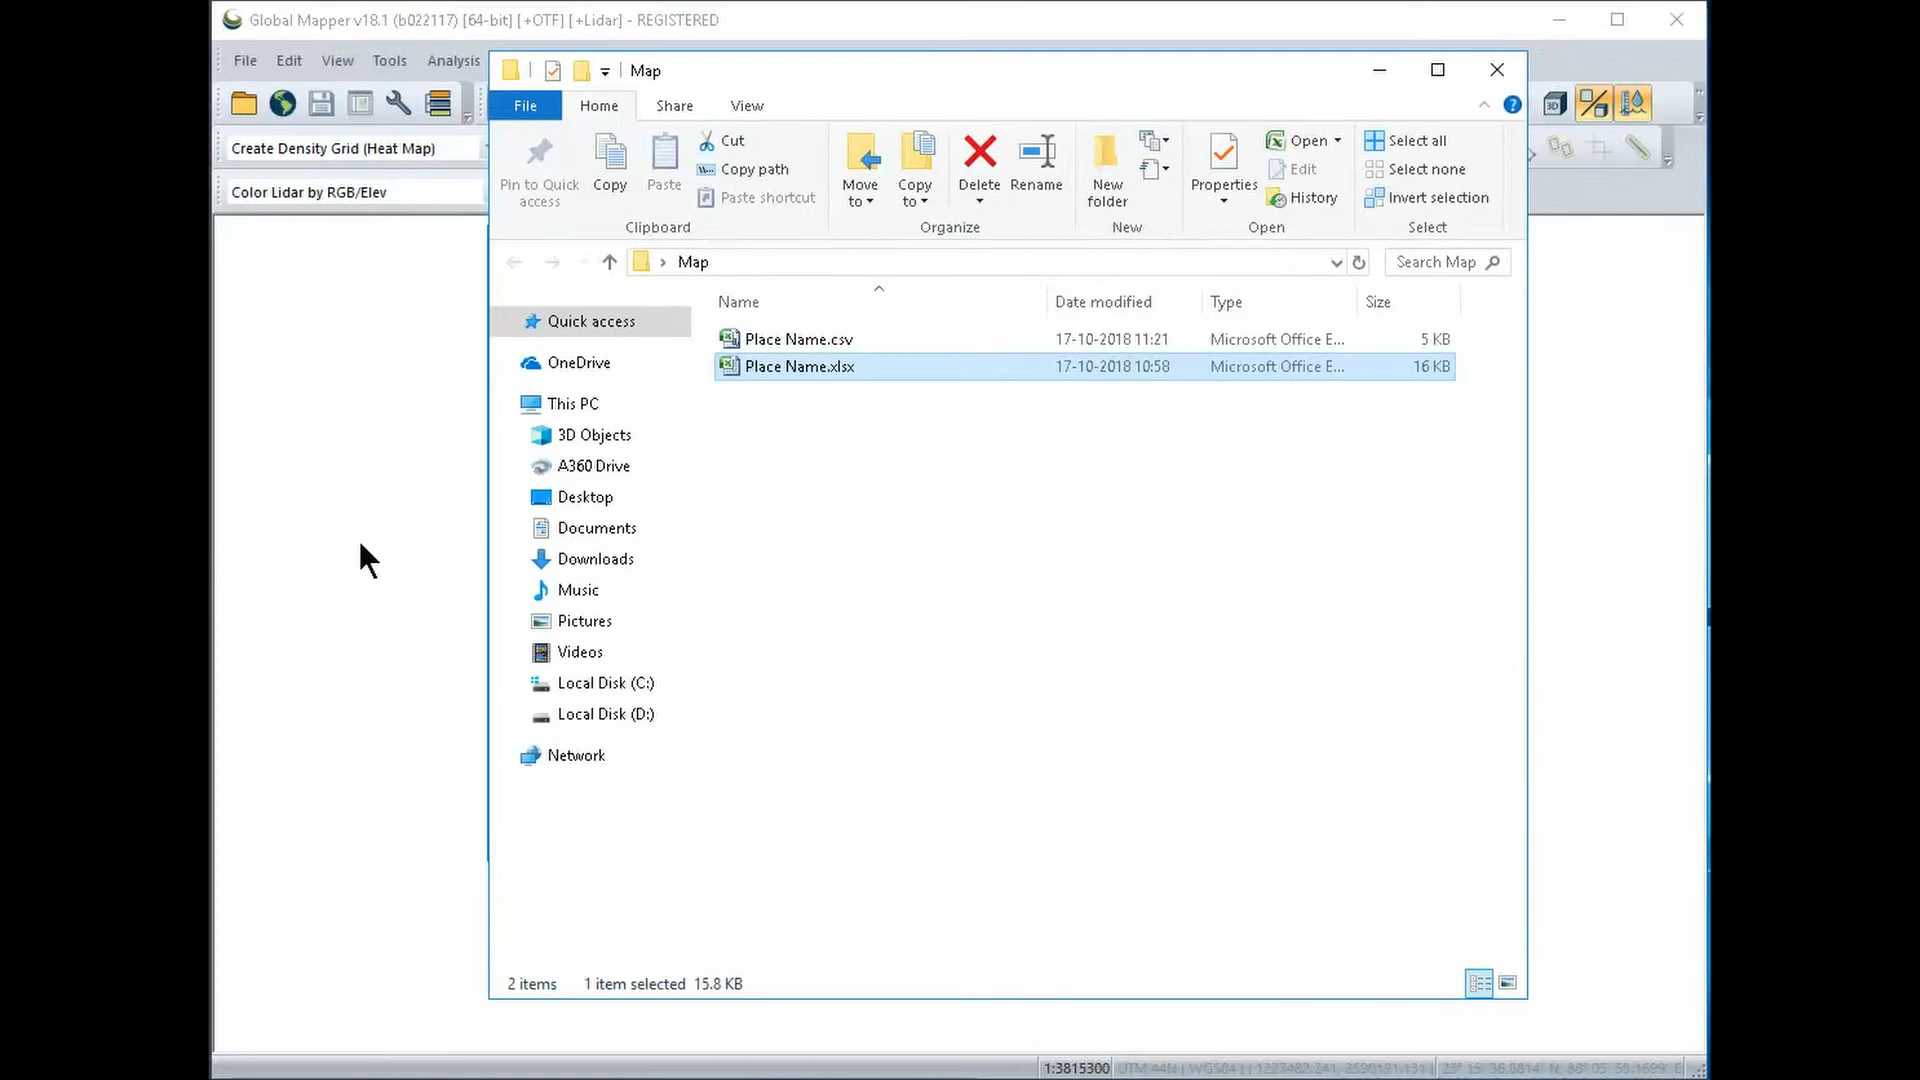 Global Mapper v18.1 (b022117) [64-bit] [+OTF] [+Lidar] - REGISTERED
File Edit View Tools Analysis
Map
File Home Share View
Create Density Grid (Heat Map)
Color Lidar by RGB/Elev
Pin to Quick access
Copy
Paste
Cut
Copy path
Paste shortcut
Clipboard
Move to
Copy to
Delete
Rename
Organize
New folder
New
Properties
Open
Edit
History
Open
Select all
Select none
Invert selection
Select
Map
Search Map
Name Date modified Type Size
Place Name.csv 17-10-2018 11:21 Microsoft Office E... 5 KB
Place Name.xlsx 17-10-2018 10:58 Microsoft Office E... 16 KB
Quick access
OneDrive
This PC
3D Objects
A360 Drive
Desktop
Documents
Downloads
Music
Pictures
Videos
Local Disk (C:)
Local Disk (D:)
Network
2 items 1 item selected 15.8 KB
1:3815300